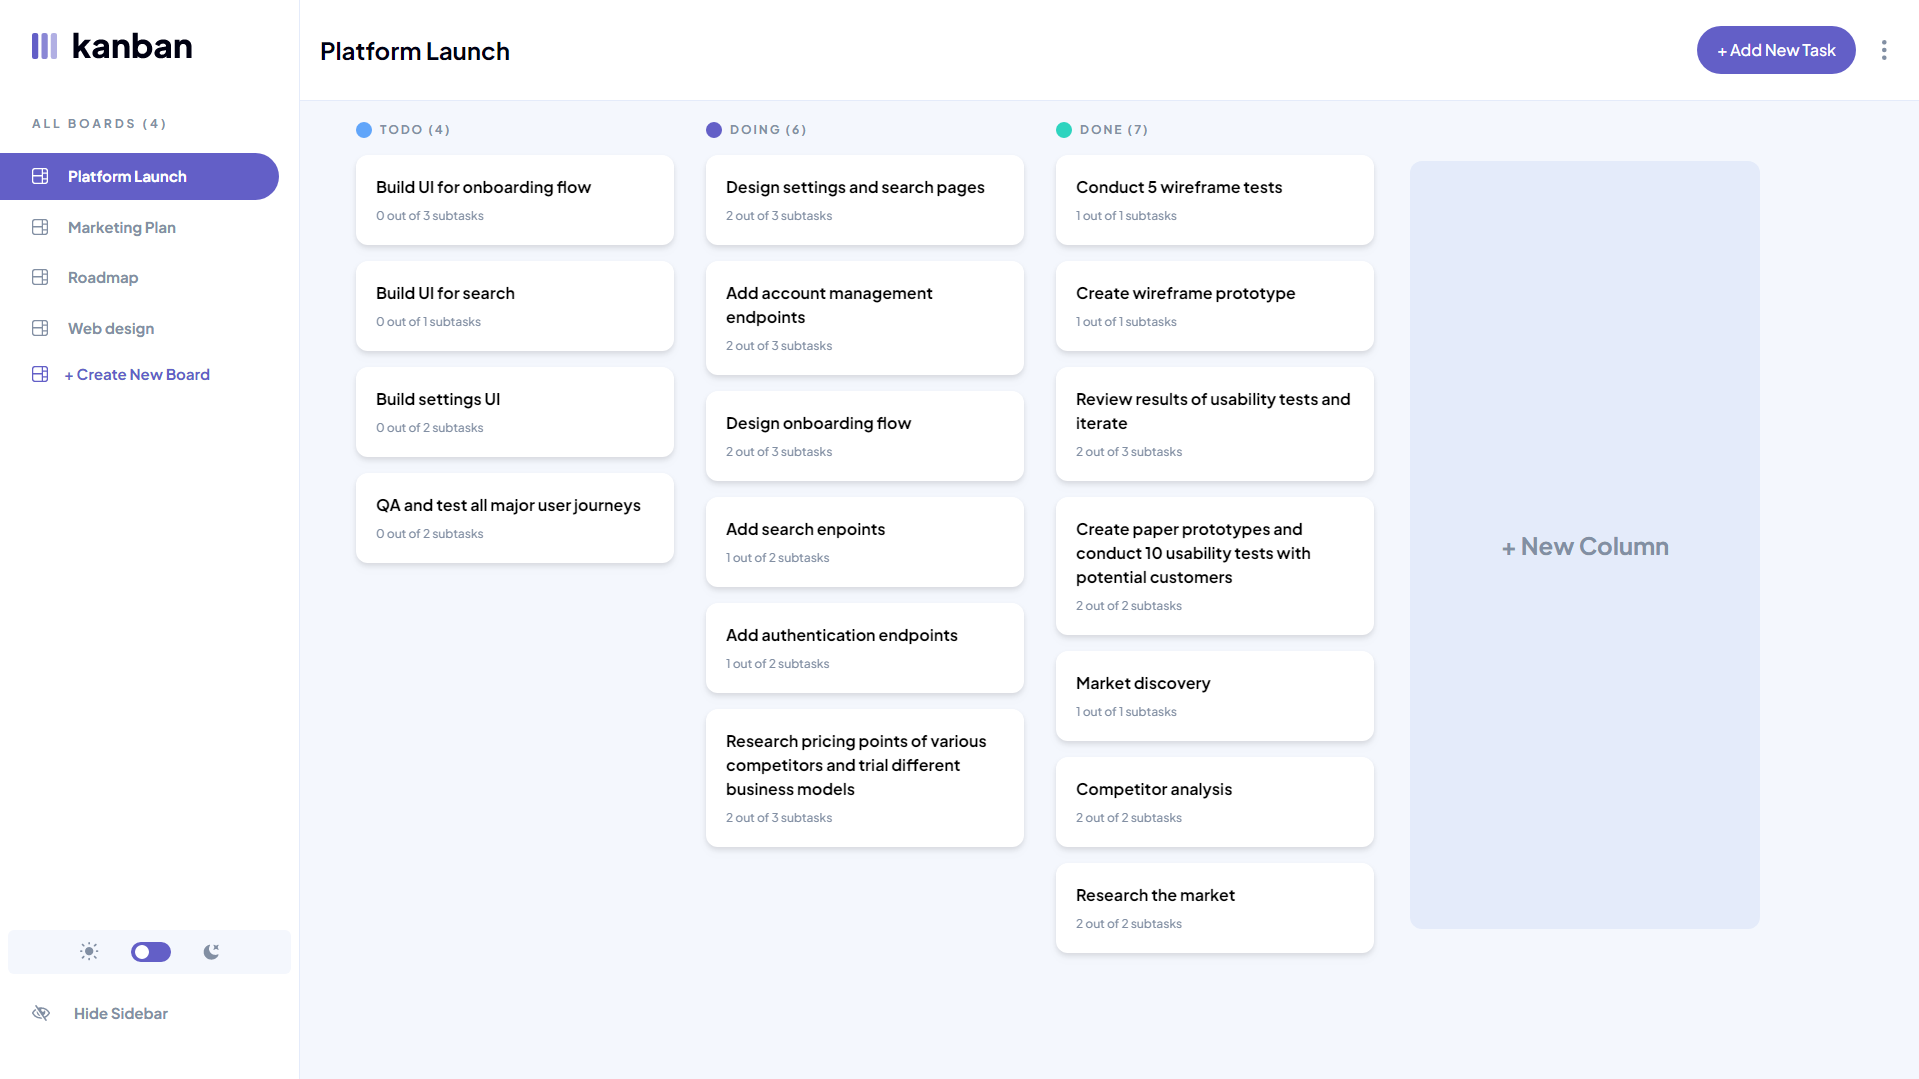 kanban
ALL BOARDS (4)
Platform Launch
Marketing Plan
Roadmap
Web design
+ Create New Board
Hide Sidebar
Platform Launch
+ Add New Task
TODO (4)
Build UI for onboarding flow
0 out of 3 subtasks
Build UI for search
0 out of 1 subtasks
Build settings UI
0 out of 2 subtasks
QA and test all major user journeys
0 out of 2 subtasks
DOING (6)
Design settings and search pages
2 out of 3 subtasks
Add account management
endpoints
2 out of 3 subtasks
Design onboarding flow
2 out of 3 subtasks
Add search enpoints
1 out of 2 subtasks
Add authentication endpoints
1 out of 2 subtasks
Research pricing points of various
competitors and trial different
business models
2 out of 3 subtasks
DONE (7)
Conduct 5 wireframe tests
1 out of 1 subtasks
Create wireframe prototype
1 out of 1 subtasks
Review results of usability tests and
iterate
2 out of 3 subtasks
Create paper prototypes and
conduct 10 usability tests with
potential customers
2 out of 2 subtasks
Market discovery
1 out of 1 subtasks
Competitor analysis
2 out of 2 subtasks
Research the market
2 out of 2 subtasks
+ New Column